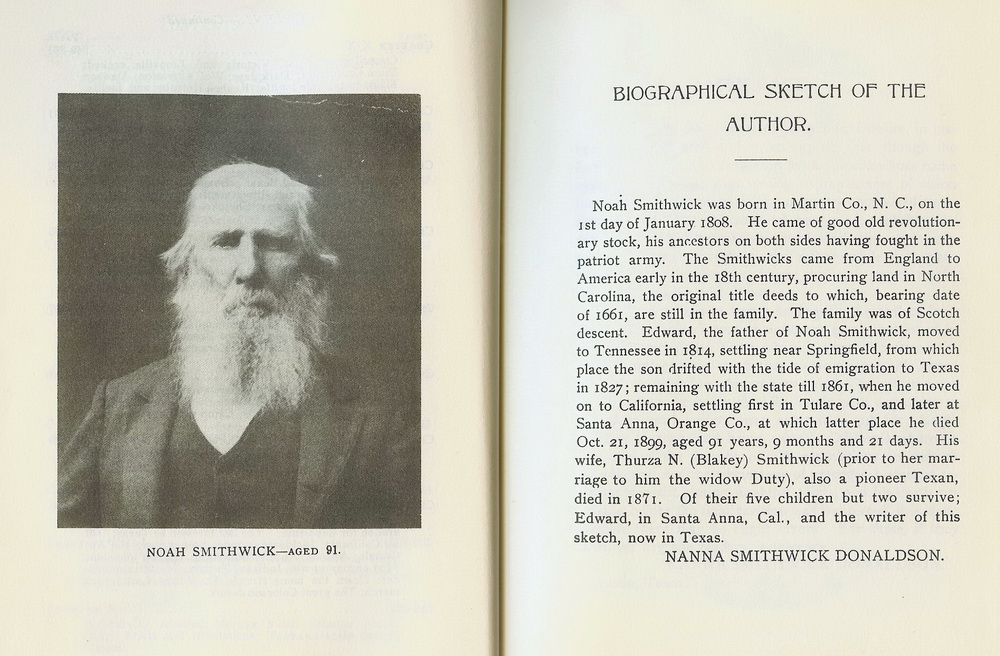 NOAH SMITHWICK—AGED 91.
BIOGRAPHICAL SKETCH OF THE
AUTHOR.
Noah Smithwick was born in Martin Co., N. C., on the
1st day of January 1808. He came of good old revolution-
ary stock, his ancestors on both sides having fought in the
patriot army. The Smithwicks came from England to
America early in the 18th century, procuring land in North
Carolina, the original title deeds to which, bearing date
of 1661, are still in the family. The family was of Scotch
descent. Edward, the father of Noah Smithwick, moved
to Tennessee in 1814, settling near Springfield, from which
place the son drifted with the tide of emigration to Texas
in 1827; remaining with the state till 1861, when he moved
on to California, settling first in Tulare Co., and later at
Santa Anna, Orange Co., at which latter place he died
Oct. 21, 1899, aged 91 years, 9 months and 21 days. His
wife, Thurza N. (Blakey) Smithwick (prior to her mar-
riage to him the widow Duty), also a pioneer Texan,
died in 1871. Of their five children but two survive;
Edward, in Santa Anna, Cal., and the writer of this
sketch, now in Texas.
NANNA SMITHWICK DONALDSON.